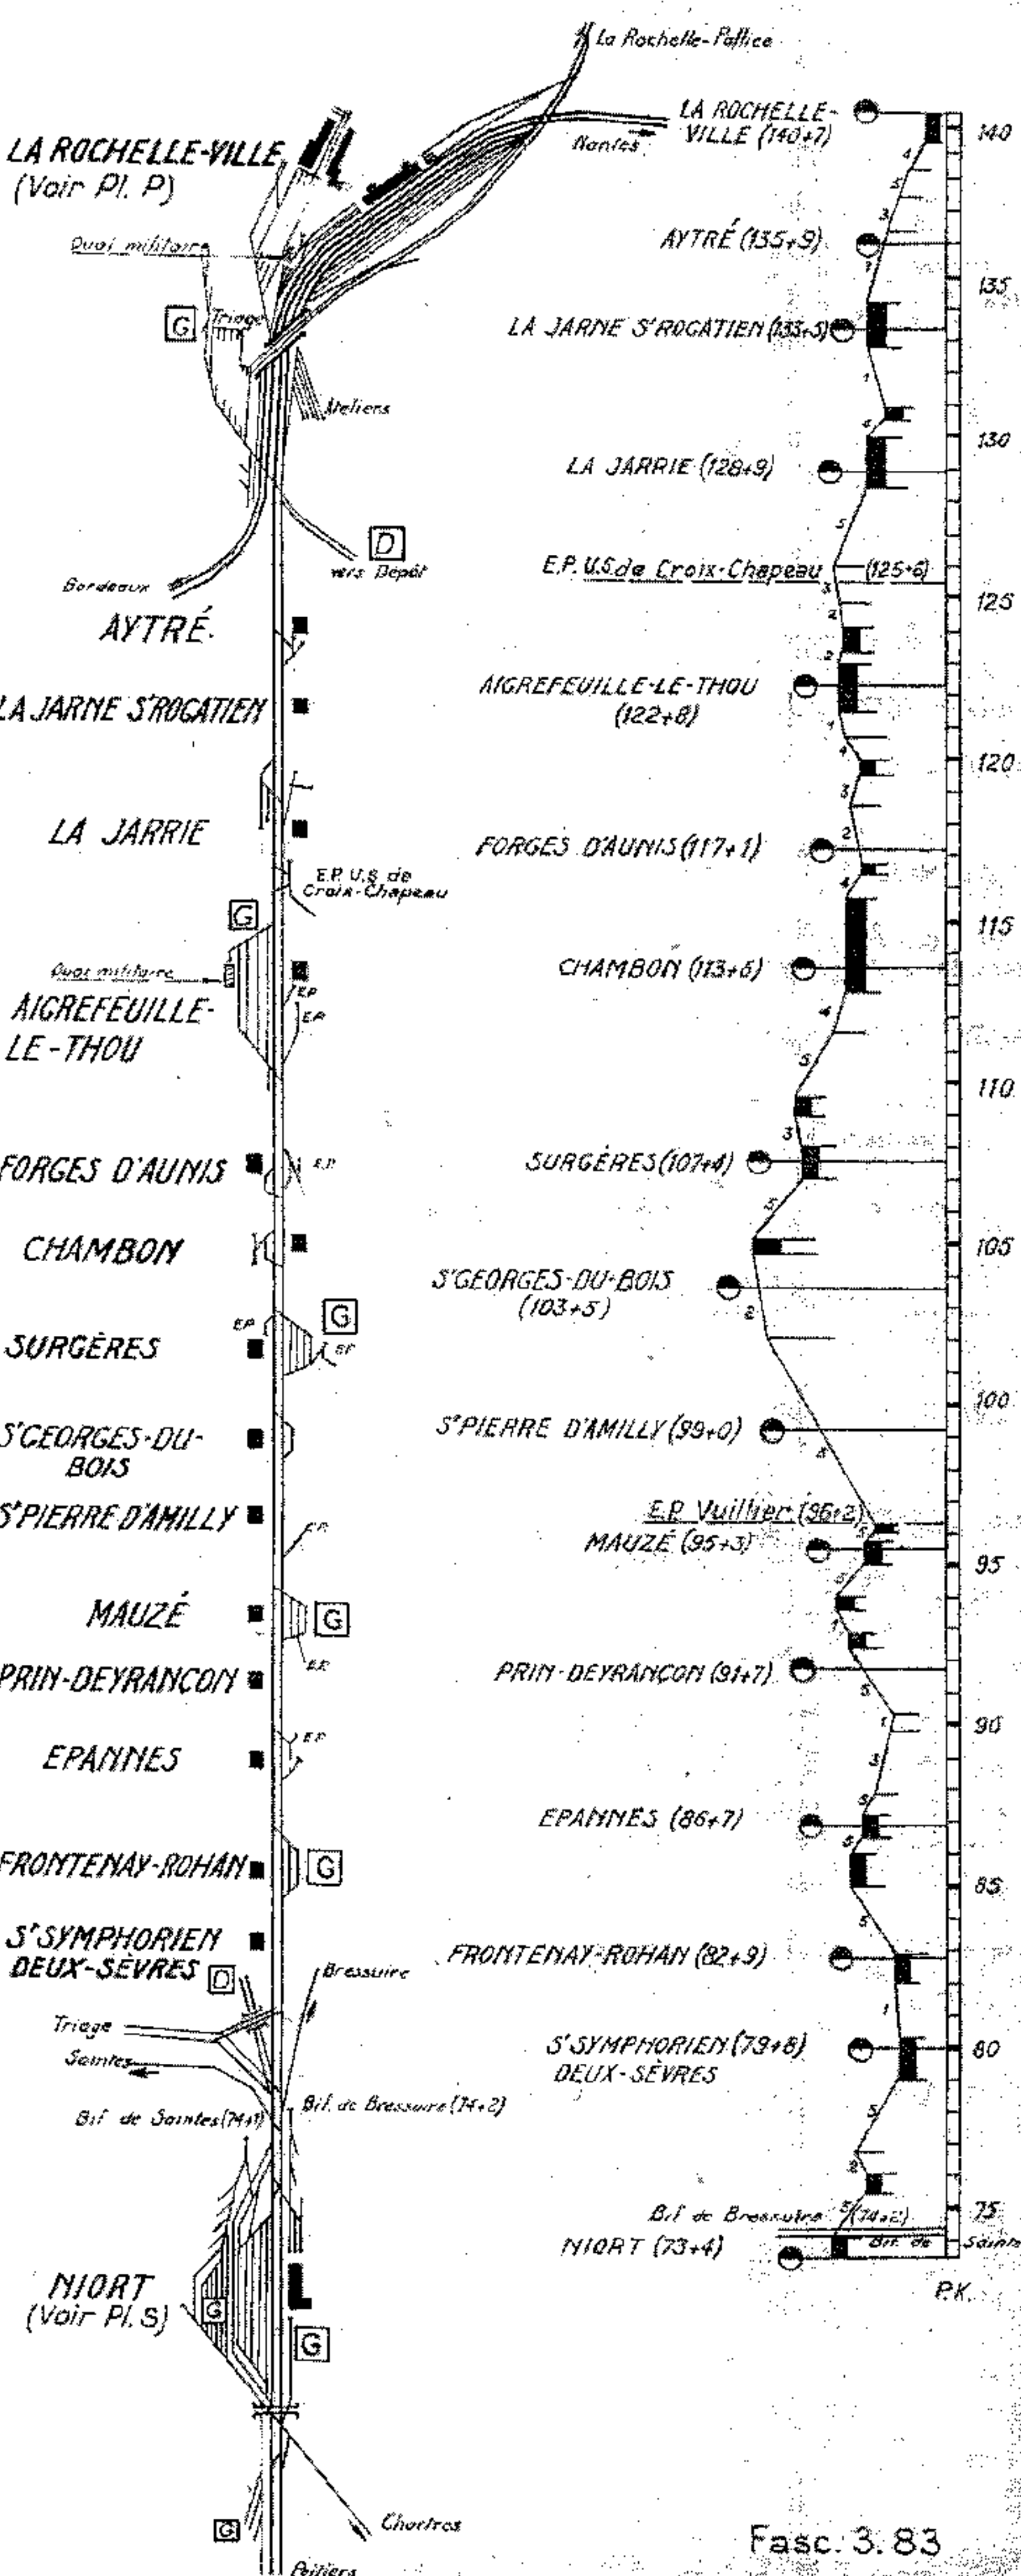 La Rochelle-Pallice
LA ROCHELLE-VILLE
(Voir Pl. P)
Nantes
Quai militaire
G
Triage
Ateliers
D
vers Dépôt
Bordeaux
AYTRÉ
LA JARNE St ROGATIEN
LA JARRIE
E.P. U.S. de
Croix-Chapeau
G
Quai militaire
E.P.
AIGREFEUILLE-
LE-THOU
E.P.
FORGES D'AUNIS
E.P.
CHAMBON
G
E.P.
SURGÈRES
E.P.
St GEORGES-DU-
BOIS
St PIERRE D'AMILLY
E.P.
MAUZÉ
G
E.P.
PRIN-DEYRANÇON
E.P.
EPANNES
FRONTENAY-ROHAN
G
St SYMPHORIEN
DEUX-SÈVRES
D
Bressuire
Triage
Saintes
Bif. de Saintes (74+1)
Bif. de Bressuire (74+2)
NIORT
(Voir Pl. S)
G
G
Chartres
G
Poitiers
LA ROCHELLE-
VILLE (140+7)
140
AYTRÉ (135+9)
135
LA JARNE St ROGATIEN (133+5)
130
LA JARRIE (128+9)
E.P. U.S. de Croix-Chapeau (125+6)
125
AIGREFEUILLE-LE-THOU
(122+8)
120
FORGES D'AUNIS (117+1)
115
CHAMBON (113+6)
110
SURGÈRES (107+4)
105
St GEORGES-DU-BOIS
(103+5)
100
St PIERRE D'AMILLY (99+0)
E.P. Vuillier (96+2)
MAUZÉ (95+3)
95
PRIN-DEYRANÇON (91+7)
90
EPANNES (86+7)
85
FRONTENAY-ROHAN (82+9)
St SYMPHORIEN (79+8)
DEUX-SÈVRES
80
75
Bif. de Bressuire (74+2)
NIORT (73+4)
Bif. de Saintes
P.K.
Fasc. 3.83